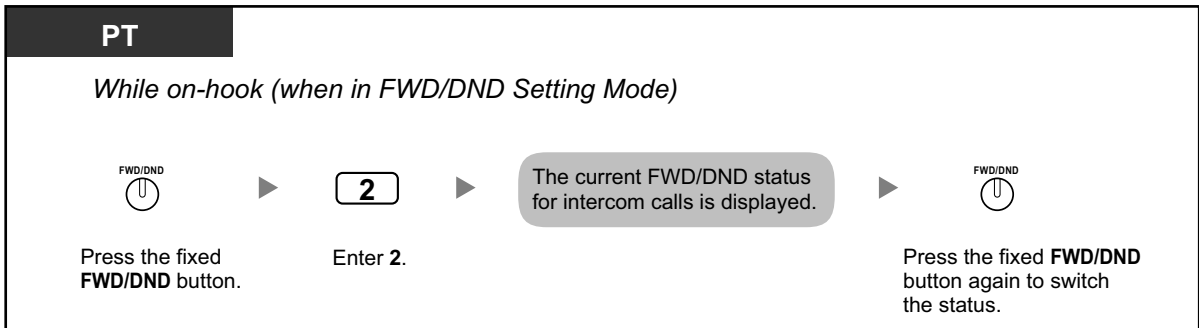 PT
While on-hook (when in FWD/DND Setting Mode)
FWD/DND
2
The current FWD/DND status
for intercom calls is displayed.
FWD/DND
Press the fixed
FWD/DND button.
Enter 2.
Press the fixed FWD/DND
button again to switch
the status.